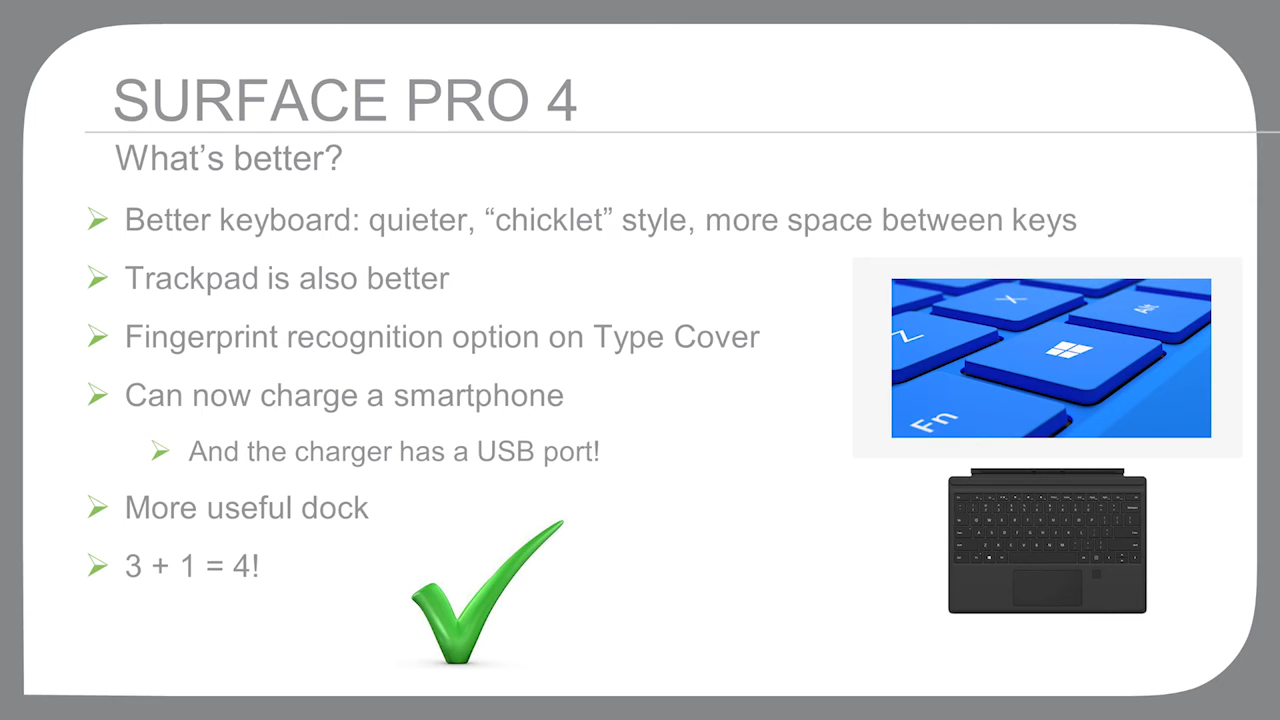 SURFACE PRO 4
What's better?
Better keyboard: quieter, “chicklet” style, more space between keys
Trackpad is also better
Fingerprint recognition option on Type Cover
Can now charge a smartphone
And the charger has a USB port!
More useful dock
3 + 1 = 4!
X
Alt
Z
Fn